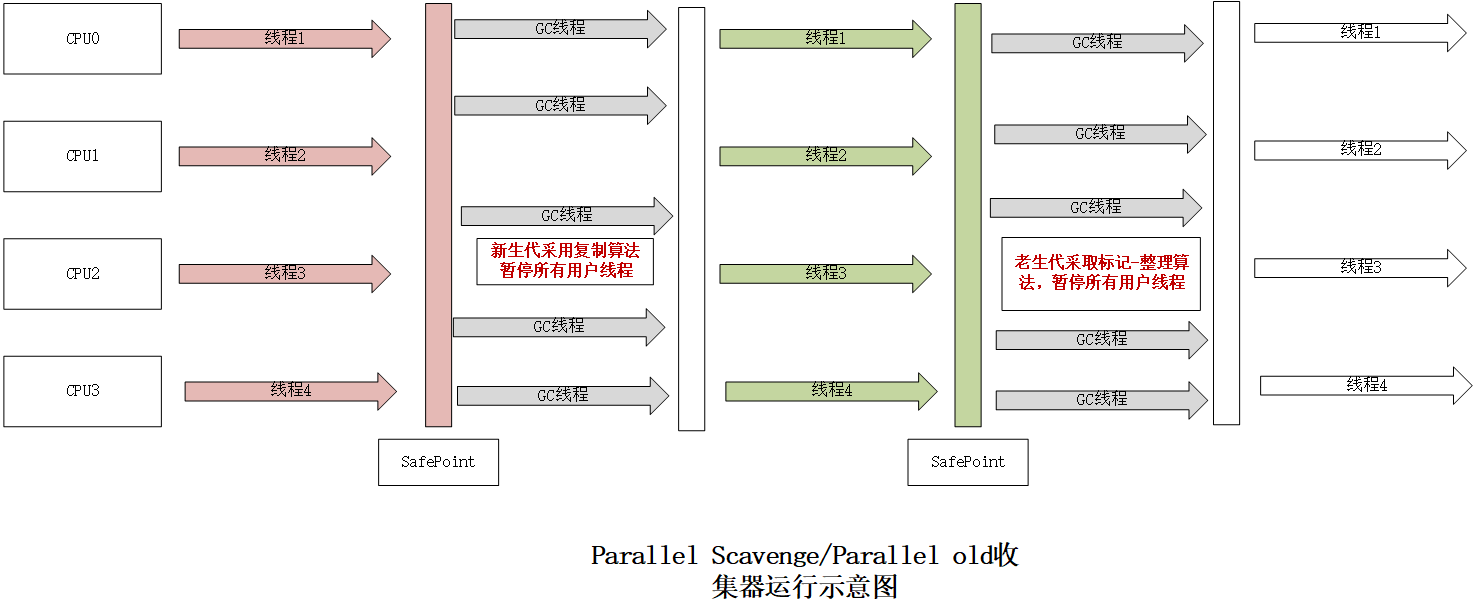 CPU0
线程1
GC线程
线程1
GC线程
线程1
GC线程
GC线程
CPU1
线程2
线程2
线程2
GC线程
GC线程
新生代采用复制算法
暂停所有用户线程
老生代采取标记-整理算
法，暂停所有用户线程
CPU2
线程3
线程3
线程3
GC线程
GC线程
CPU3
线程4
GC线程
线程4
GC线程
线程4
SafePoint
SafePoint
Parallel Scavenge/Parallel old收
集器运行示意图